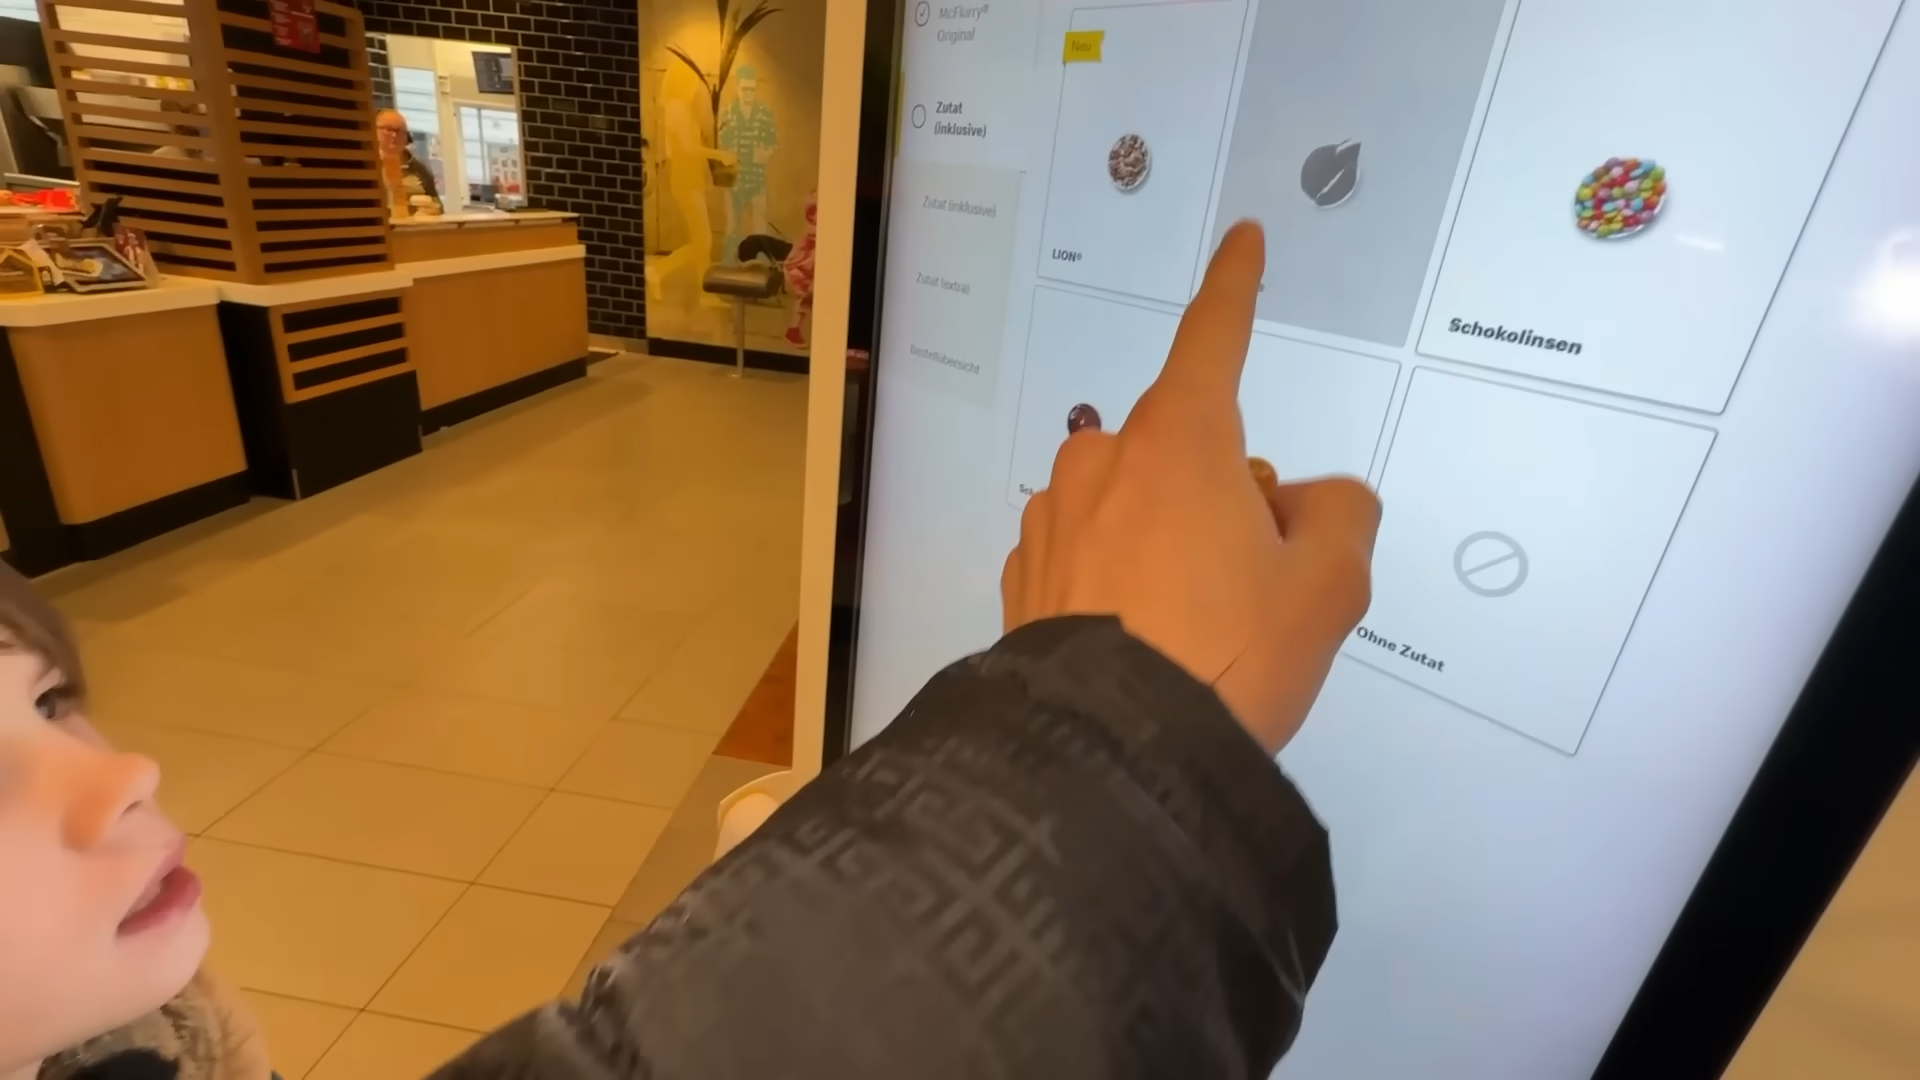 McFlurry®
Original
Zutat
(inklusive)
Zutat (inklusive)
Zutat (extra)
Bestellübersicht
Neu
LION®
Schokolinsen
Ohne Zutat